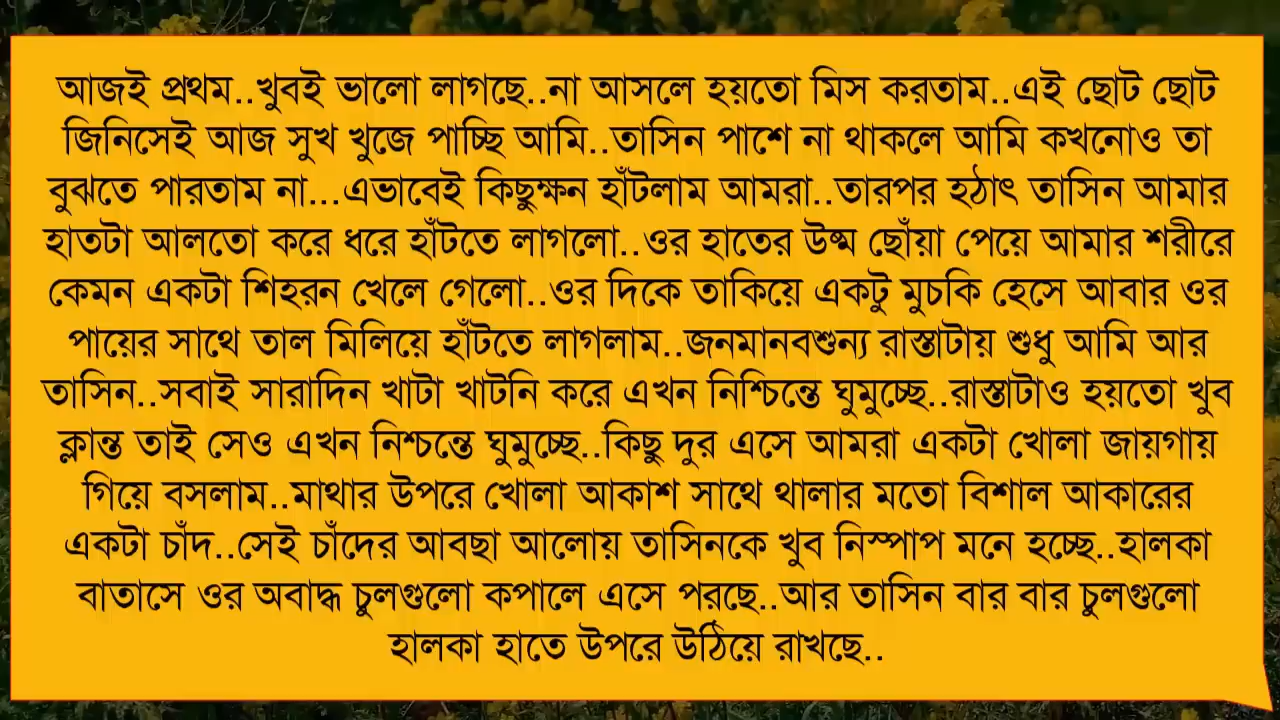 আজই প্রথম..খুবই ভালো লাগছে..না আসলে হয়তো মিস করতাম..এই ছোট ছোট
জিনিসেই আজ সুখ খুজে পাচ্ছি আমি..তাসিন পাশে না থাকলে আমি কখনোও তা
বুঝতে পারতাম না...এভাবেই কিছুক্ষন হাঁটলাম আমরা..তারপর হঠাৎ তাসিন আমার
হাতটা আলতো করে ধরে হাঁটতে লাগলো..ওর হাতের উষ্ম ছোঁয়া পেয়ে আমার শরীরে
কেমন একটা শিহরন খেলে গেলো..ওর দিকে তাকিয়ে একটু মুচকি হেসে আবার ওর
পায়ের সাথে তাল মিলিয়ে হাঁটতে লাগলাম..জনমানবশুন্য রাস্তাটায় শুধু আমি আর
তাসিন..সবাই সারাদিন খাটা খাটনি করে এখন নিশ্চিন্তে ঘুমুচ্ছে..রাস্তাটাও হয়তো খুব
ক্লান্ত তাই সেও এখন নিশ্চন্তে ঘুমুচ্ছে..কিছু দুর এসে আমরা একটা খোলা জায়গায়
গিয়ে বসলাম..মাথার উপরে খোলা আকাশ সাথে থালার মতো বিশাল আকারের
একটা চাঁদ..সেই চাঁদের আবছা আলোয় তাসিনকে খুব নিস্পাপ মনে হচ্ছে..হালকা
বাতাসে ওর অবাদ্ধ চুলগুলো কপালে এসে পরছে..আর তাসিন বার বার চুলগুলো
হালকা হাতে উপরে উঠিয়ে রাখছে..